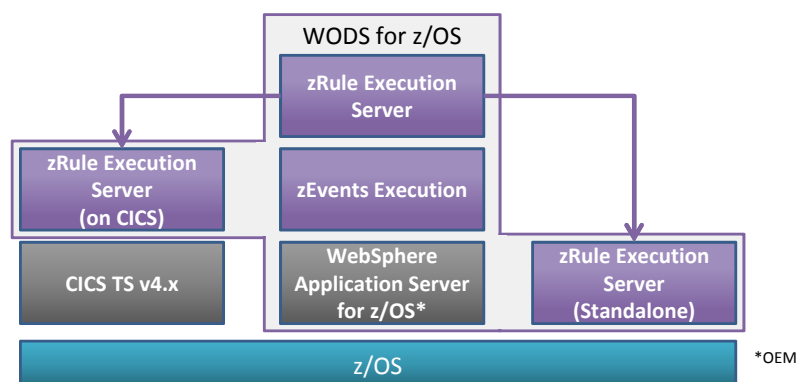 WODS for z/OS
zRule Execution
Server
zRule Execution
Server
(on CICS)
zEvents Execution
CICS TS v4.x
WebSphere
Application Server
for z/OS*
zRule Execution
Server
(Standalone)
z/OS
*OEM